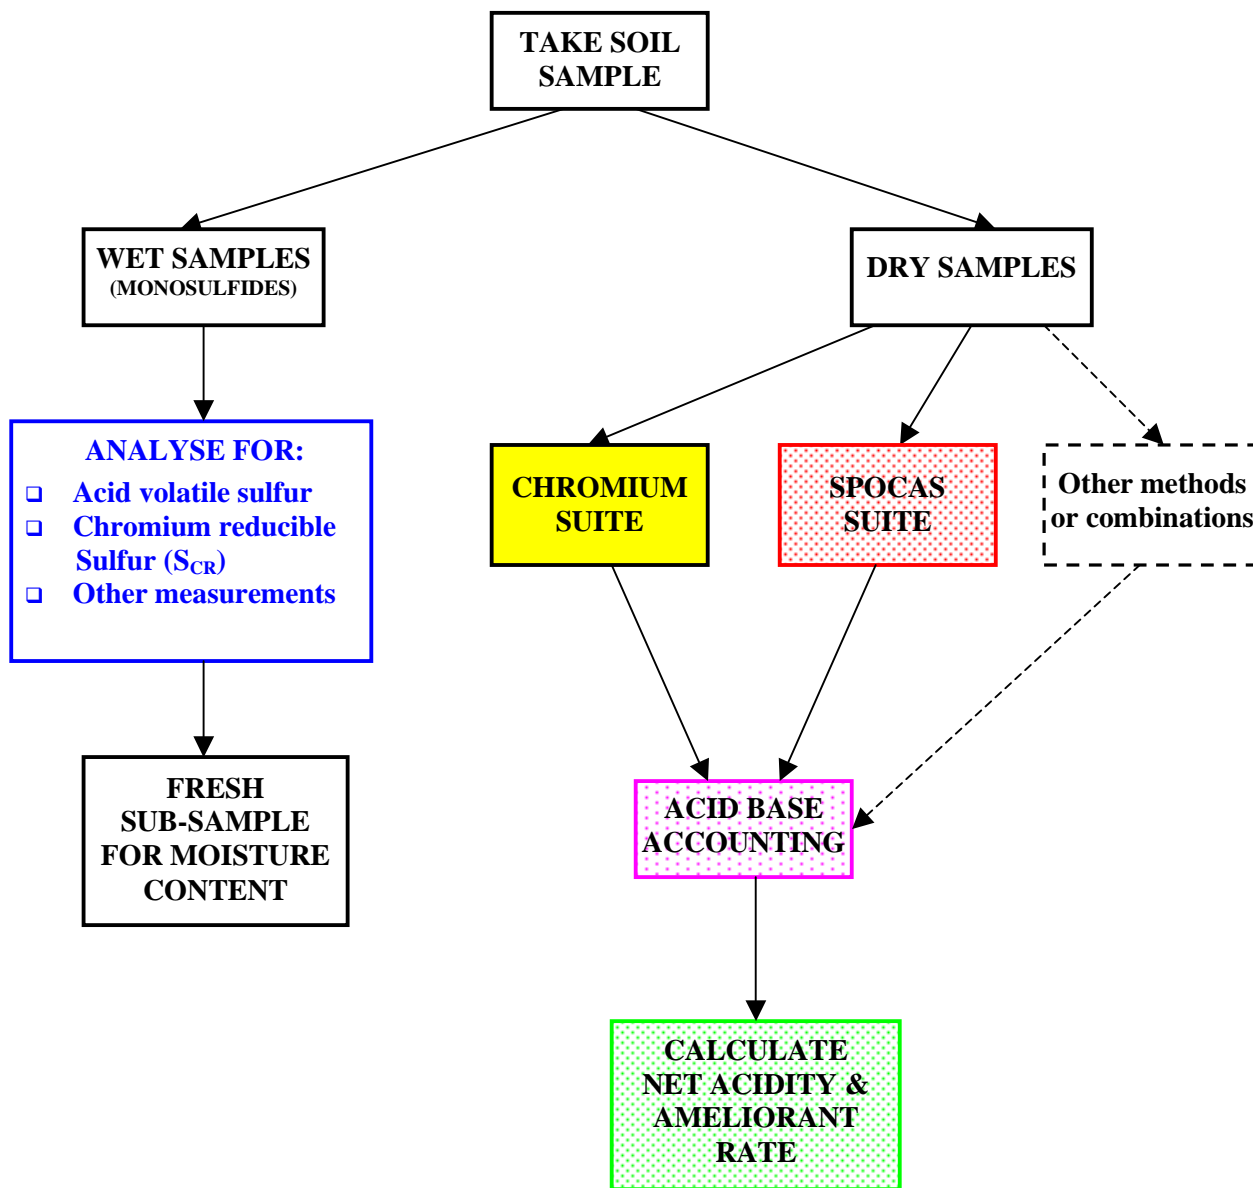 TAKE SOIL
SAMPLE
WET SAMPLES
(MONOSULFIDES)
DRY SAMPLES
ANALYSE FOR:
❑ Acid volatile sulfur
❑ Chromium reducible
Sulfur (SCR)
❑ Other measurements
CHROMIUM
SUITE
SPOCAS
SUITE
Other methods
or combinations
FRESH
SUB-SAMPLE
FOR MOISTURE
CONTENT
ACID BASE
ACCOUNTING
CALCULATE
NET ACIDITY &
AMELIORANT
RATE